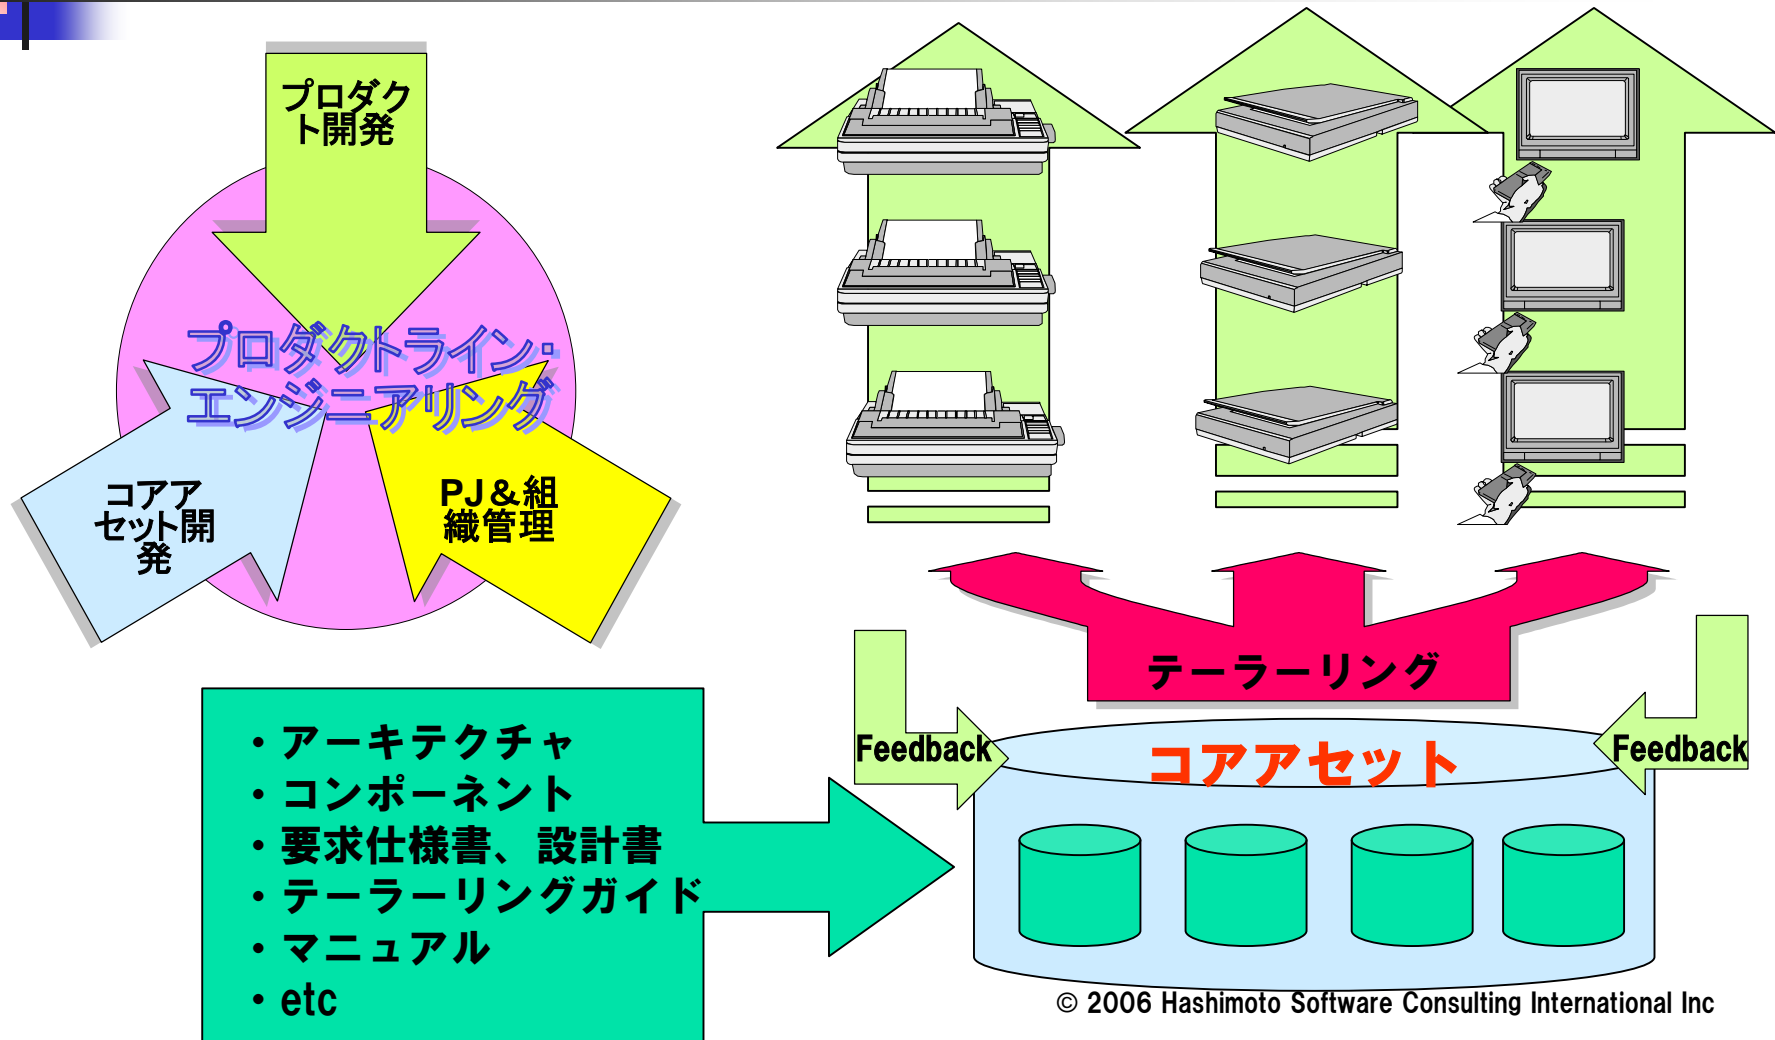 プロダク
ト開発
プロダクトライン・
エンジニアリング
コアア
セット開
発
PJ＆組
織管理
テーラーリング
Feedback
コアアセット
Feedback
・アーキテクチャ
・コンポーネント
・要求仕様書、設計書
・テーラーリングガイド
・マニュアル
・etc
© 2006 Hashimoto Software Consulting International Inc